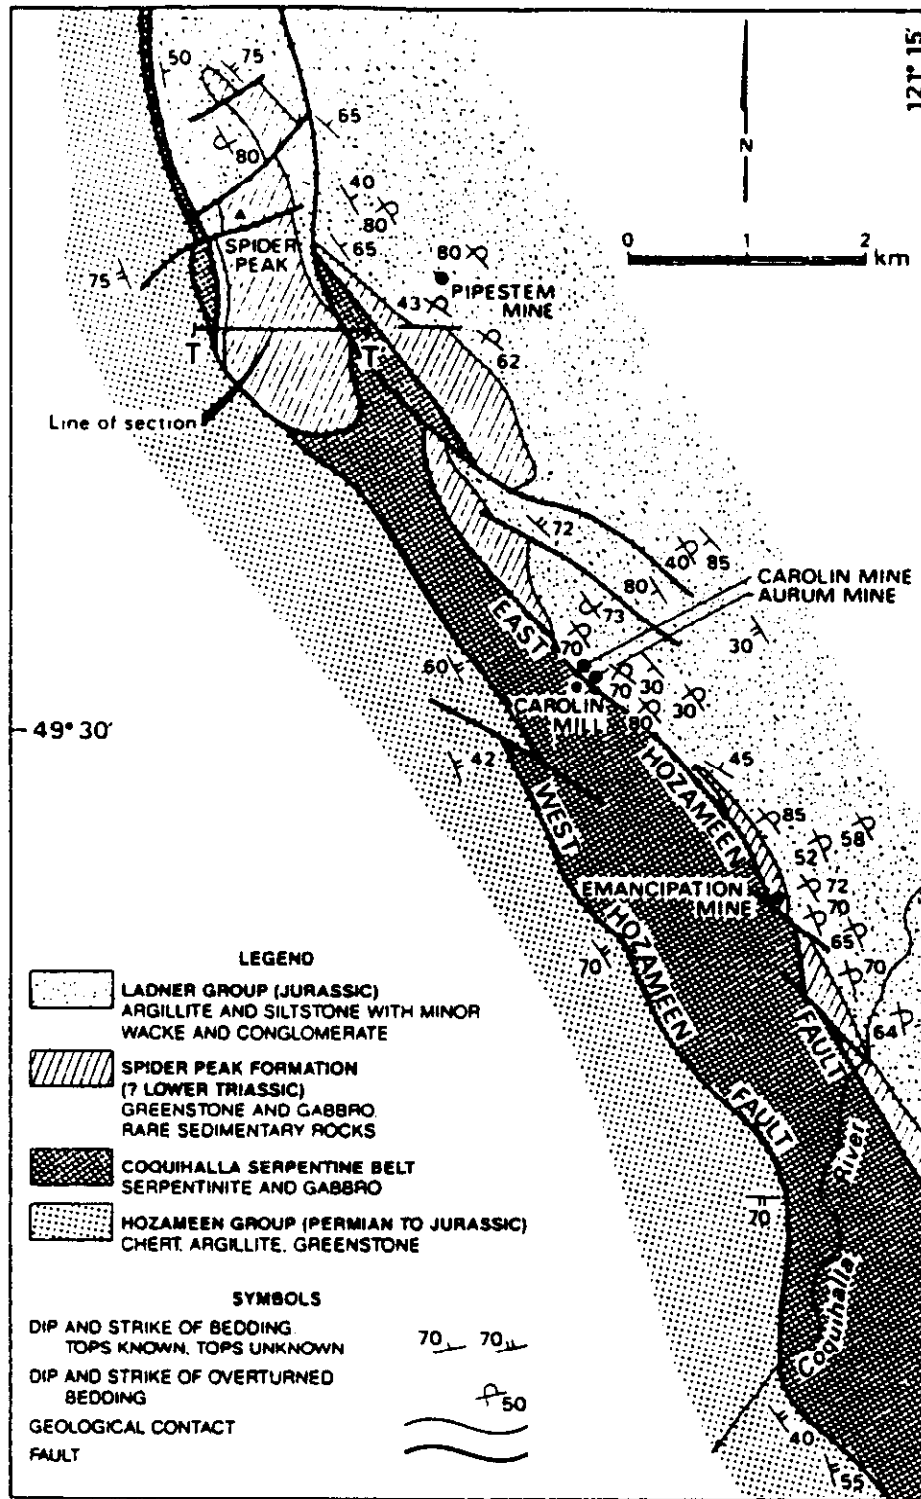 121° 15'
50
75
65
80
40
80
65
80
SPIDER
PEAK
75
43
PIPESTEM
MINE
62
N
0 1 2
km
T T'
Line of section
72
40
85
80
CAROLIN MINE
AURUM MINE
73
30
70
EAST
60
70
30
30
80
CAROLIN
MILL
49° 30'
42
45
HOZAMEEN
WEST
85
58
52
EMANCIPATION
MINE
72
70
65
70
HOZAMEEN
70
64
FAULT
FAULT
River
70
Coquihalla
40
55
LEGEND
LADNER GROUP (JURASSIC)
ARGILLITE AND SILTSTONE WITH MINOR
WACKE AND CONGLOMERATE
SPIDER PEAK FORMATION
(? LOWER TRIASSIC)
GREENSTONE AND GABBRO.
RARE SEDIMENTARY ROCKS
COQUIHALLA SERPENTINE BELT
SERPENTINITE AND GABBRO
HOZAMEEN GROUP (PERMIAN TO JURASSIC)
CHERT. ARGILLITE. GREENSTONE
SYMBOLS
DIP AND STRIKE OF BEDDING.
TOPS KNOWN. TOPS UNKNOWN 70 70
DIP AND STRIKE OF OVERTURNED
BEDDING 50
GEOLOGICAL CONTACT
FAULT